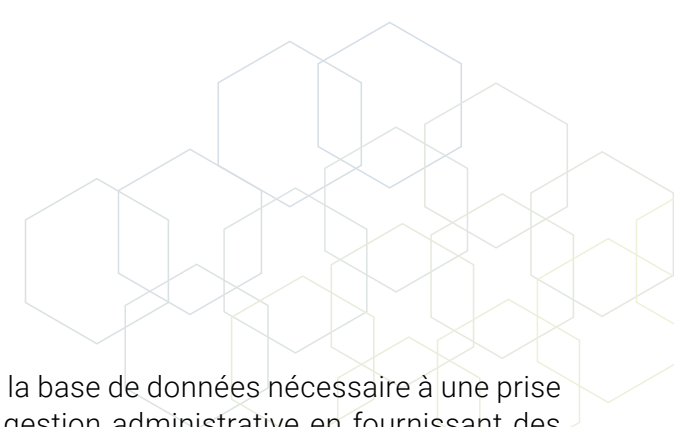 la base de données nécessaire à une prise
gestion administrative en fournissant des